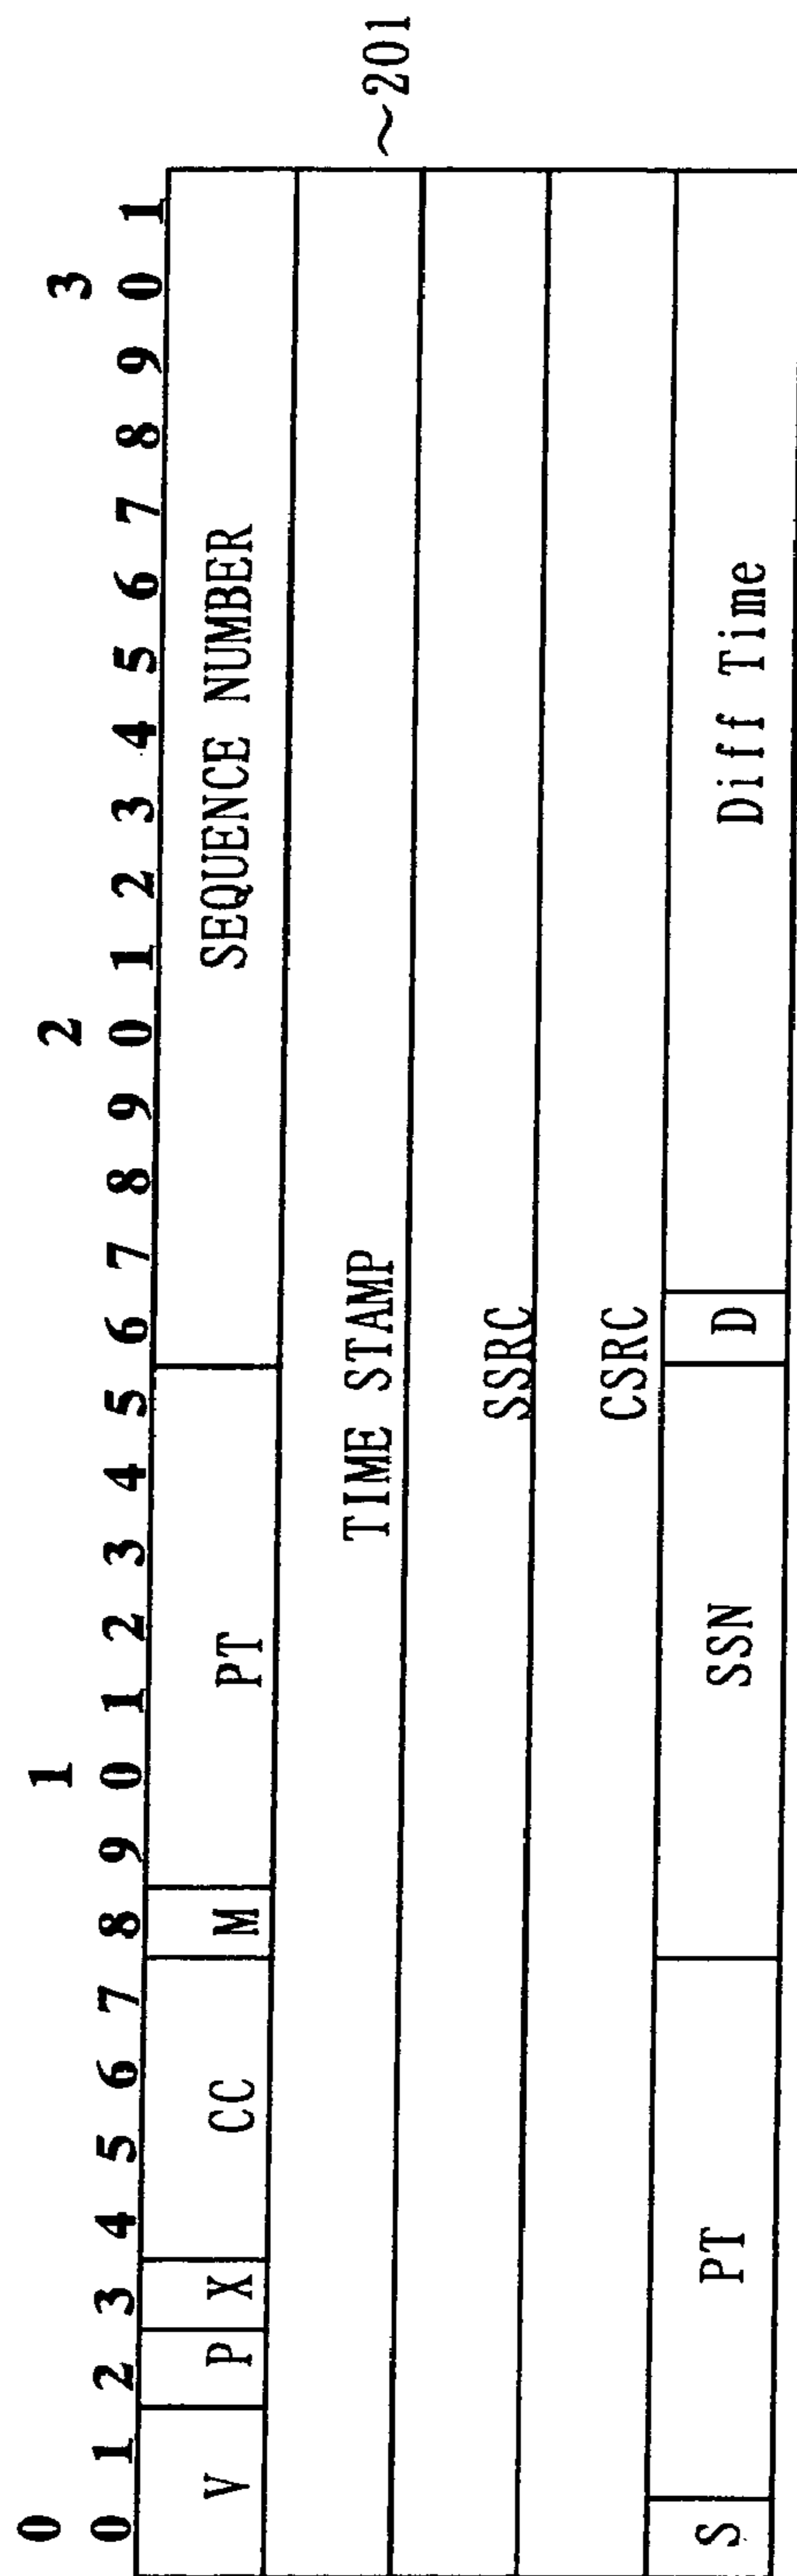 0 1 2 3
0 1 2 3 4 5 6 7 8 9 0 1 2 3 4 5 6 7 8 9 0 1 2 3 4 5 6 7 8 9 0 1
V P X CC M PT SEQUENCE NUMBER
TIME STAMP ~201
SSRC
CSRC
S PT SSN D Diff Time